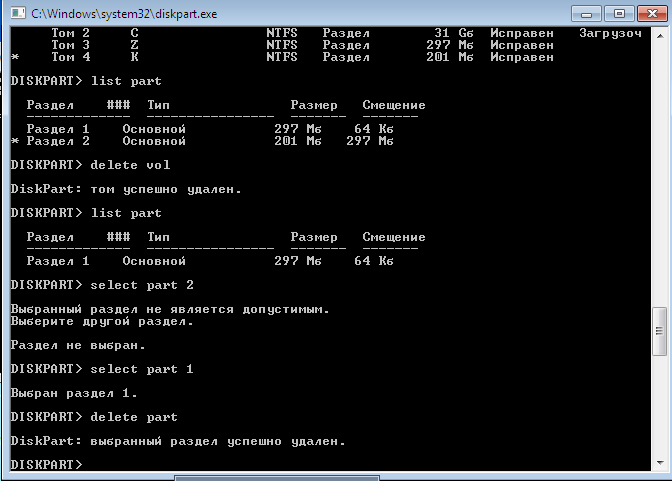 C:\Windows\system32\diskpart.exe
Том 2 C NTFS Раздел 31 Gб Исправен Загрузоч
Том 3 Z NTFS Раздел 297 Mб Исправен
* Том 4 K NTFS Раздел 201 Mб Исправен
DISKPART> list part
Раздел ### Тип Размер Смещение
------------- ---------------- ------- --------
Раздел 1 Основной 297 Mб 64 Kб
* Раздел 2 Основной 201 Mб 297 Mб
DISKPART> delete vol
DiskPart: том успешно удален.
DISKPART> list part
Раздел ### Тип Размер Смещение
------------- ---------------- ------- --------
Раздел 1 Основной 297 Mб 64 Kб
DISKPART> select part 2
Выбранный раздел не является допустимым.
Выберите другой раздел.
Раздел не выбран.
DISKPART> select part 1
Выбран раздел 1.
DISKPART> delete part
DiskPart: выбранный раздел успешно удален.
DISKPART>